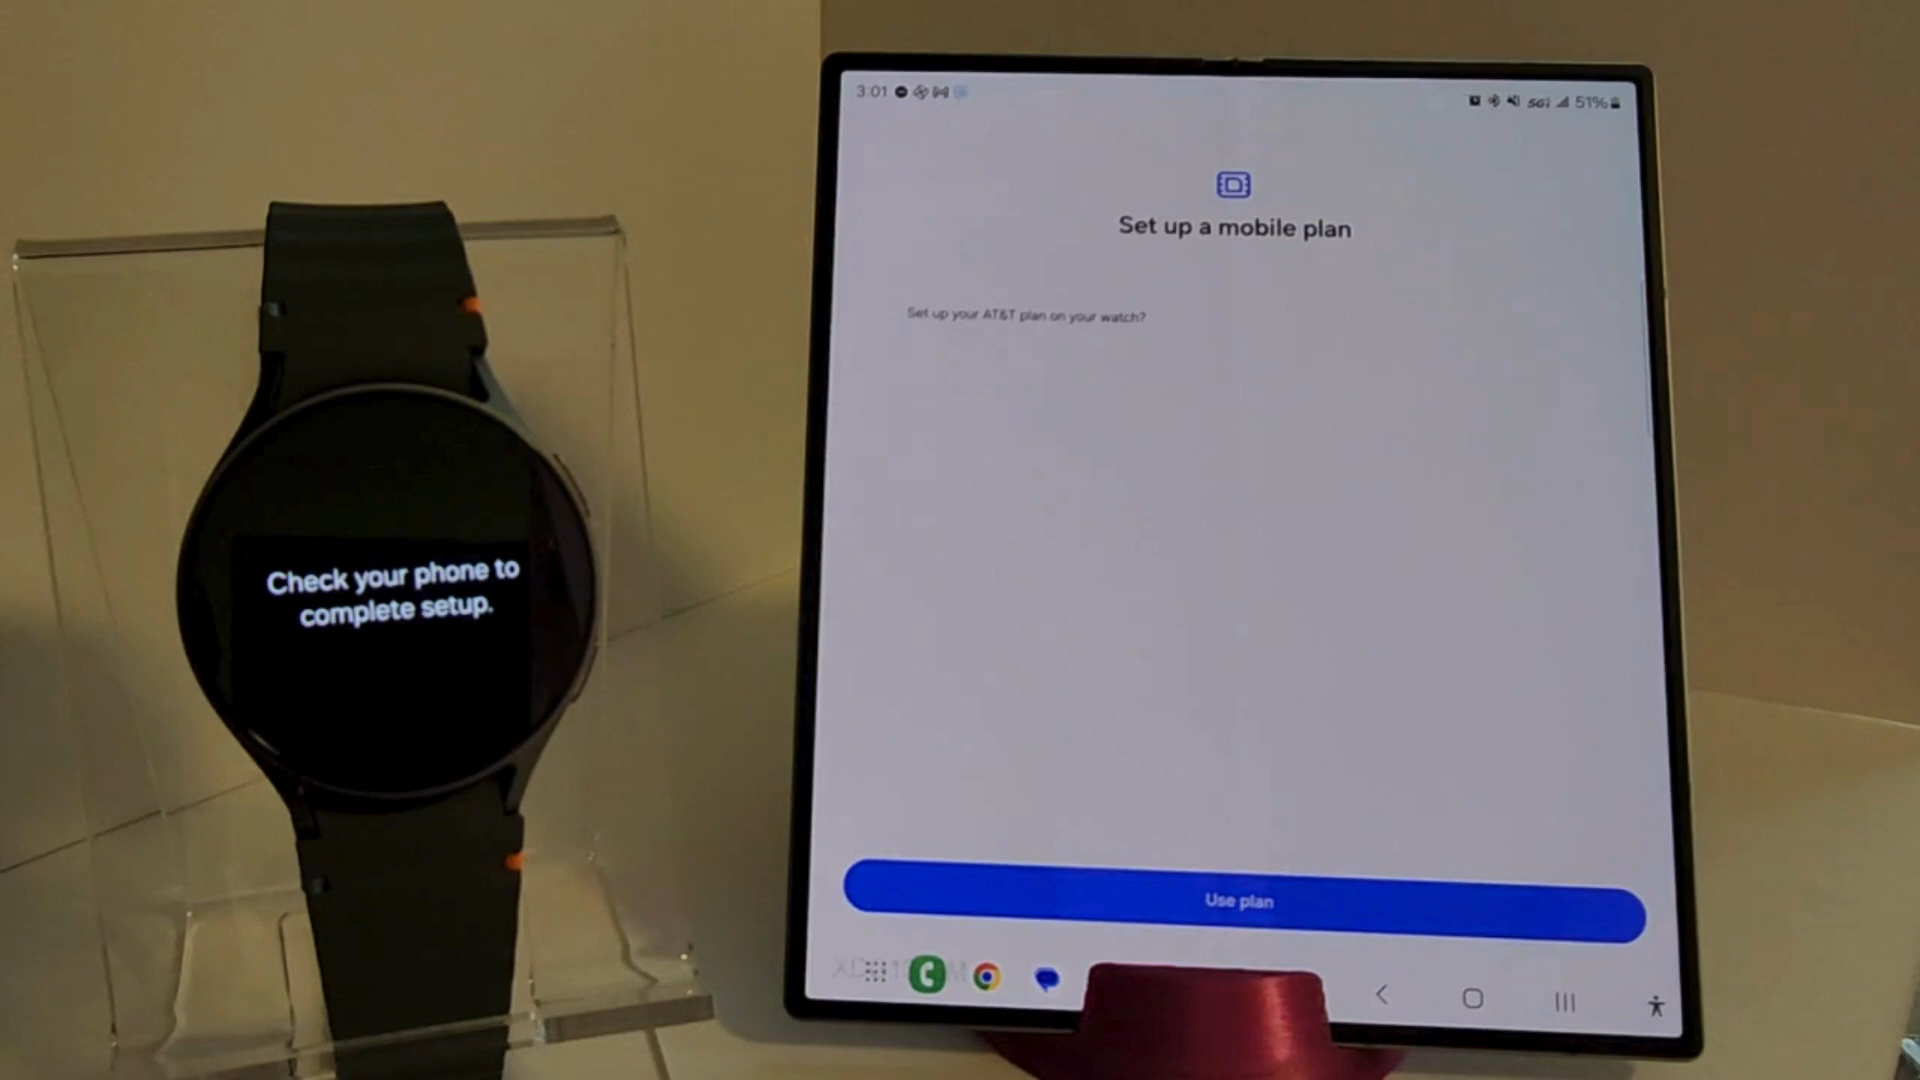 Check your phone to
complete setup.
3:01
5G
51%
Set up a mobile plan
Set up your AT&T plan on your watch?
Use plan